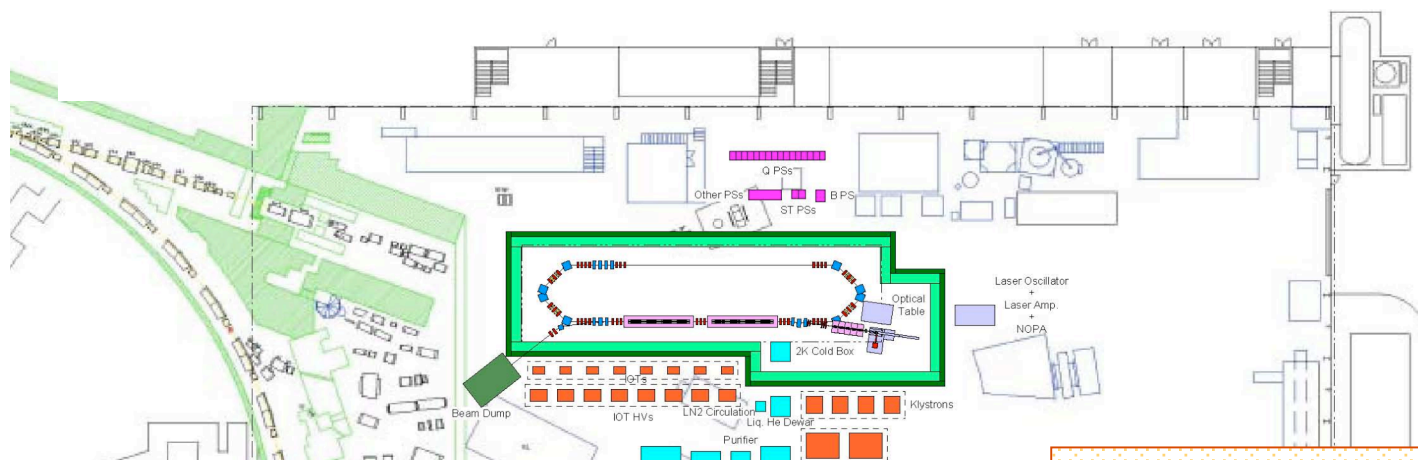 Q PSs
Other PSs
B PS
ST PSs
Laser Oscillator
+
Laser Amp.
+
NOPA
Optical
Table
2K Cold Box
IOTs
Beam Dump
IOT HVs
LN2 Circulation
Liq. He Dewar
Klystrons
Purifier